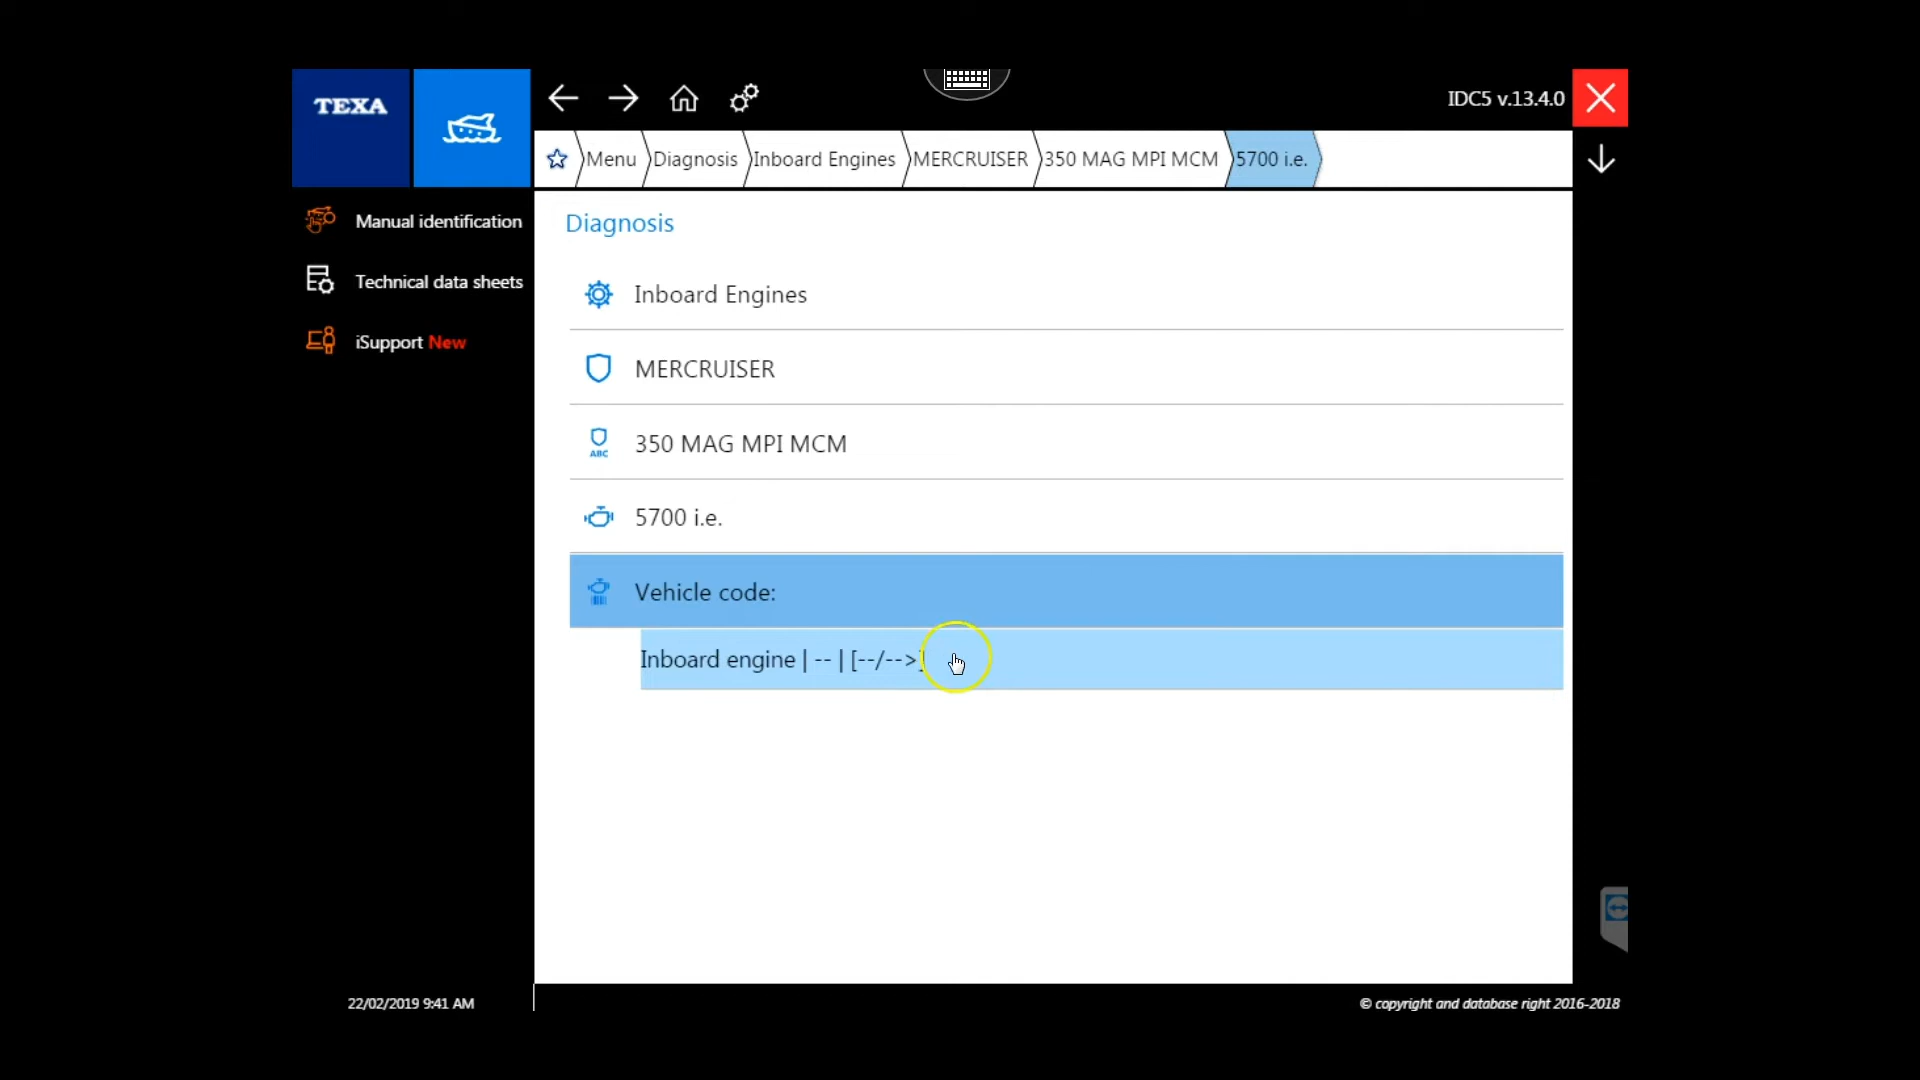 TEXA
IDC5 v.13.4.0
Menu
Diagnosis
Inboard Engines
MERCRUISER
350 MAG MPI MCM
5700 i.e.
Manual identification
Technical data sheets
iSupport New
Diagnosis
Inboard Engines
MERCRUISER
ABC
350 MAG MPI MCM
5700 i.e.
Vehicle code:
Inboard engine | -- | [--/-->]
22/02/2019 9:41 AM
© copyright and database right 2016-2018